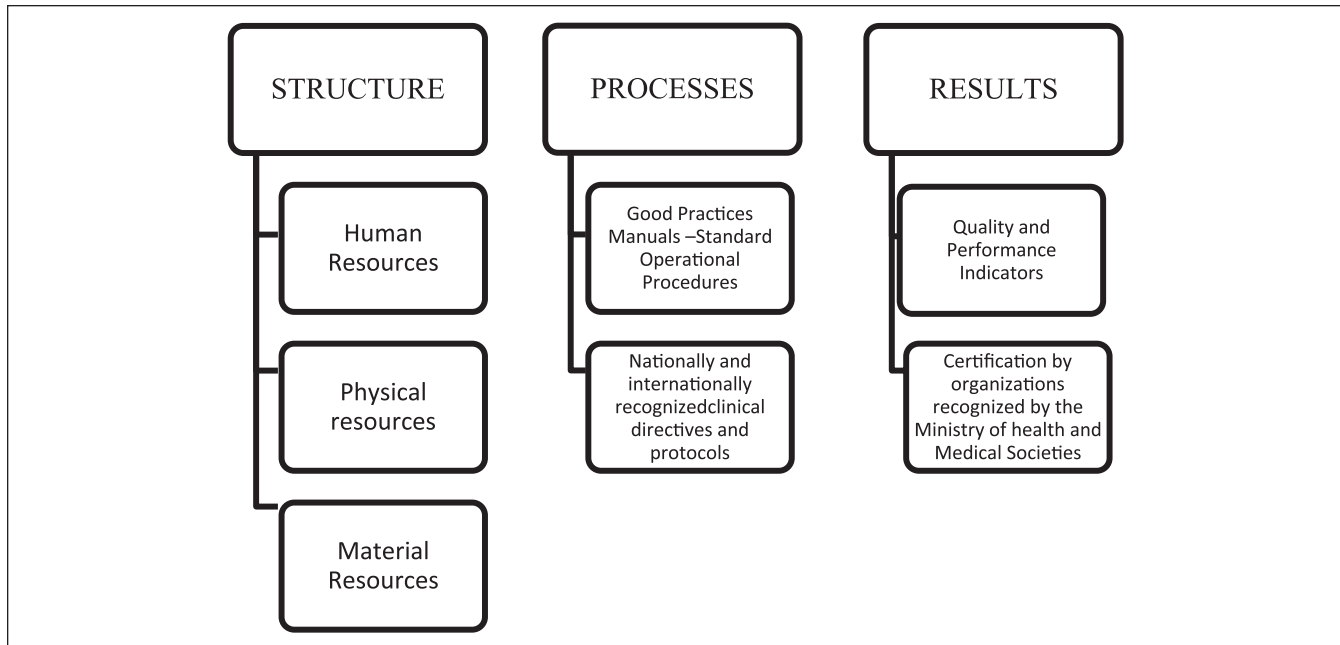 STRUCTURE
Human
Resources
Physical
resources
Material
Resources
PROCESSES
Good Practices
Manuals –Standard
Operational
Procedures
Nationally and
internationally
recognizedclinical
directives and
protocols
RESULTS
Quality and
Performance
Indicators
Certification by
organizations
recognized by the
Ministry of health and
Medical Societies